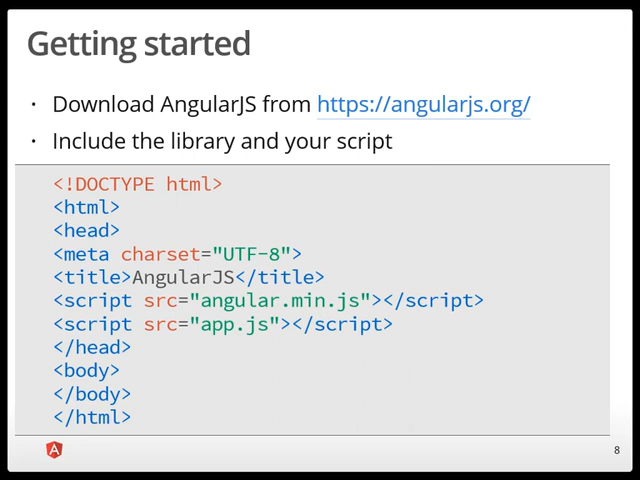 Getting started
• Download AngularJS from https://angularjs.org/
• Include the library and your script
<!DOCTYPE html>
<html>
<head>
<meta charset="UTF-8">
<title>AngularJS</title>
<script src="angular.min.js"></script>
<script src="app.js"></script>
</head>
<body>
</body>
</html>
A
8